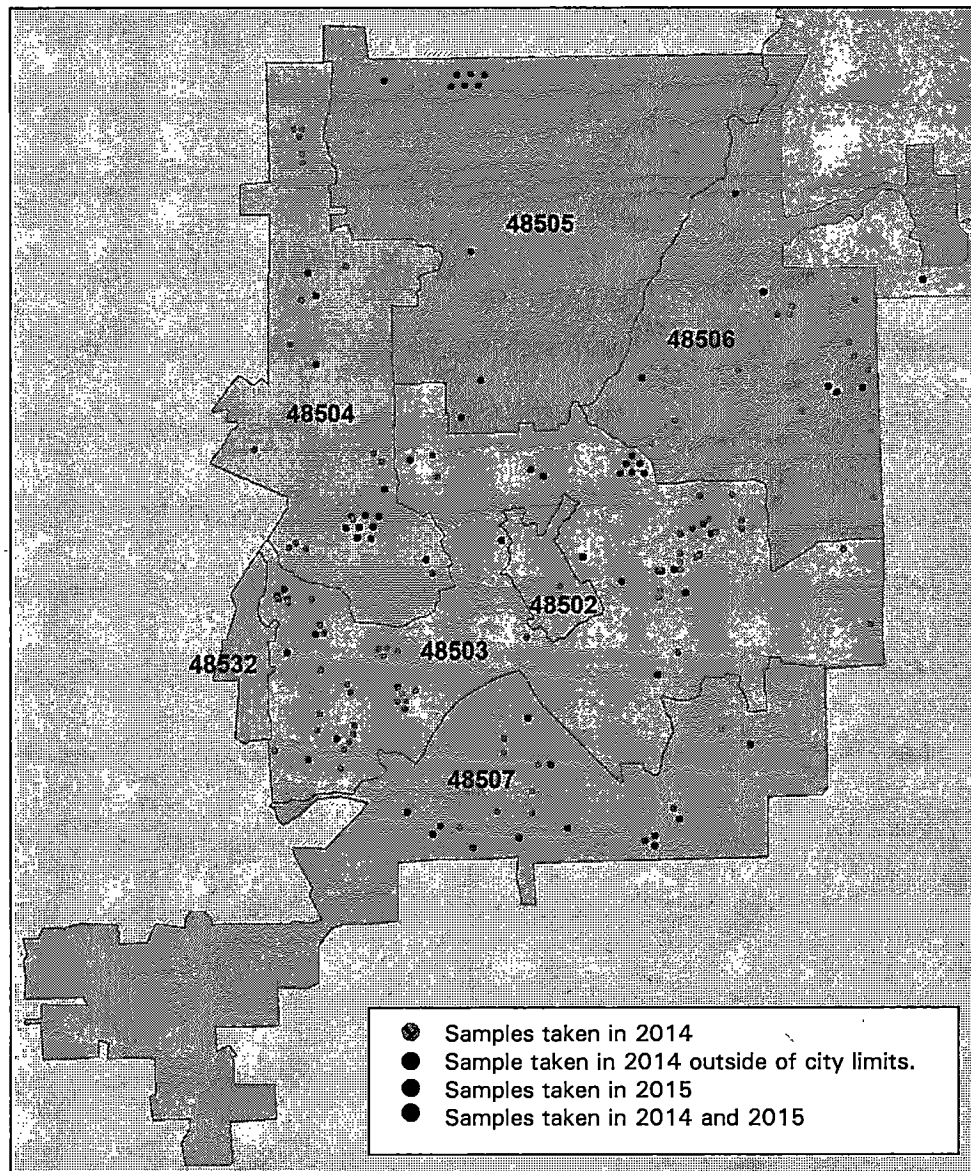 48505
48506
48504
48502
48503
48532
48507
Samples taken in 2014
Sample taken in 2014 outside of city limits.
Samples taken in 2015
Samples taken in 2014 and 2015